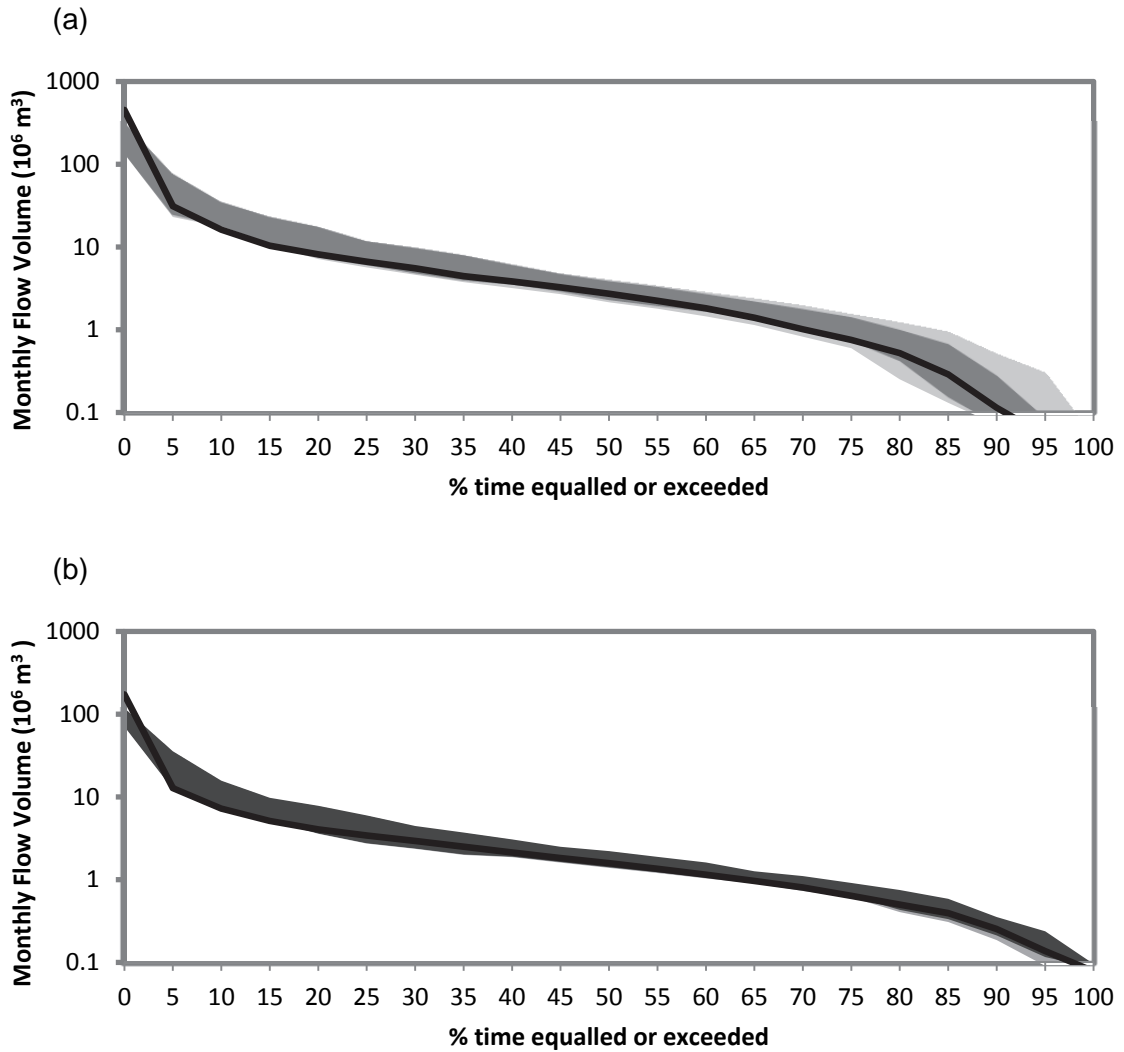 (a)
Monthly Flow Volume (10⁶ m³)
1000
100
10
1
0.1
0 5 10 15 20 25 30 35 40 45 50 55 60 65 70 75 80 85 90 95 100
% time equalled or exceeded
(b)
Monthly Flow Volume (10⁶ m³ )
1000
100
10
1
0.1
0 5 10 15 20 25 30 35 40 45 50 55 60 65 70 75 80 85 90 95 100
% time equalled or exceeded